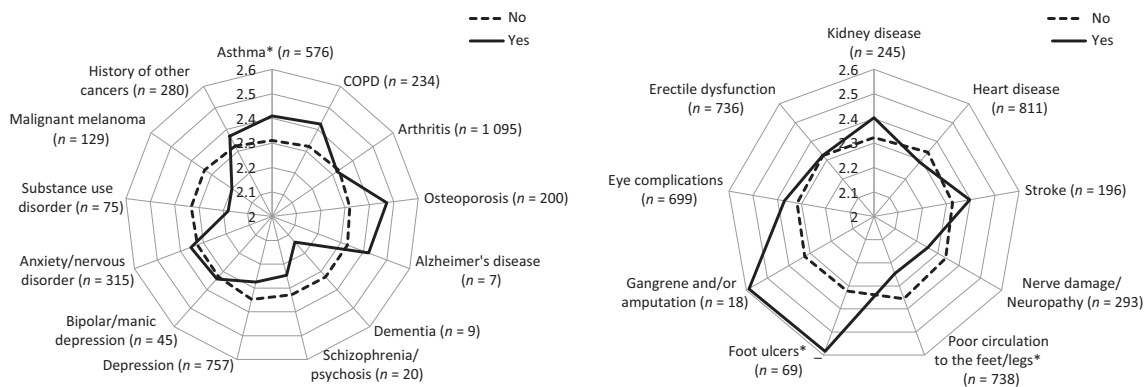 No
Yes
Asthma* (n = 576)
COPD (n = 234)
Arthritis (n = 1 095)
Osteoporosis (n = 200)
Alzheimer's disease
(n = 7)
Dementia (n = 9)
Schizophrenia/
psychosis (n = 20)
Depression (n = 757)
Bipolar/manic
depression (n = 45)
Anxiety/nervous
disorder (n = 315)
Substance use
disorder (n = 75)
Malignant melanoma
(n = 129)
History of other
cancers (n = 280)
2.6
2.5
2.4
2.3
2.2
2.1
2
No
Yes
Kidney disease
(n = 245)
Heart disease
(n = 811)
Stroke (n = 196)
Nerve damage/
Neuropathy (n = 293)
Poor circulation
to the feet/legs*
(n = 738)
Foot ulcers*
(n = 69)
Gangrene and/or
amputation (n = 18)
Eye complications
(n = 699)
Erectile dysfunction
(n = 736)
2.6
2.5
2.4
2.3
2.2
2.1
2